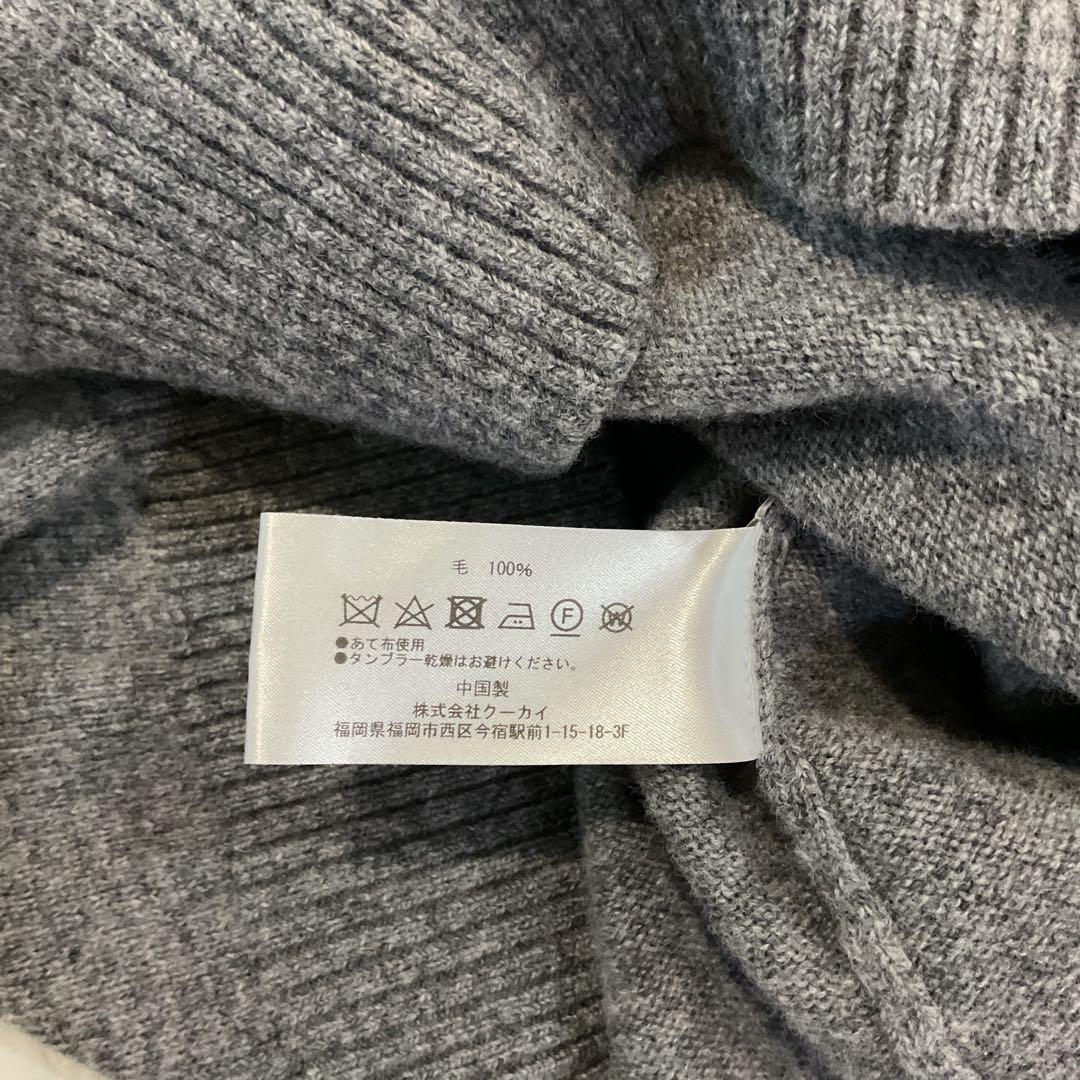 毛 100%
F W
●あて布使用
●タンブラー乾燥はお避けください。
中国製
株式会社クーカイ
福岡県福岡市西区今宿駅前1-15-18-3F